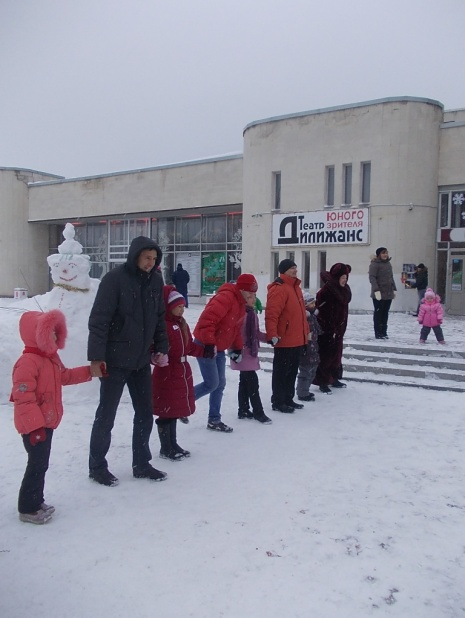 Театр юного
зрителя
Дилижанс